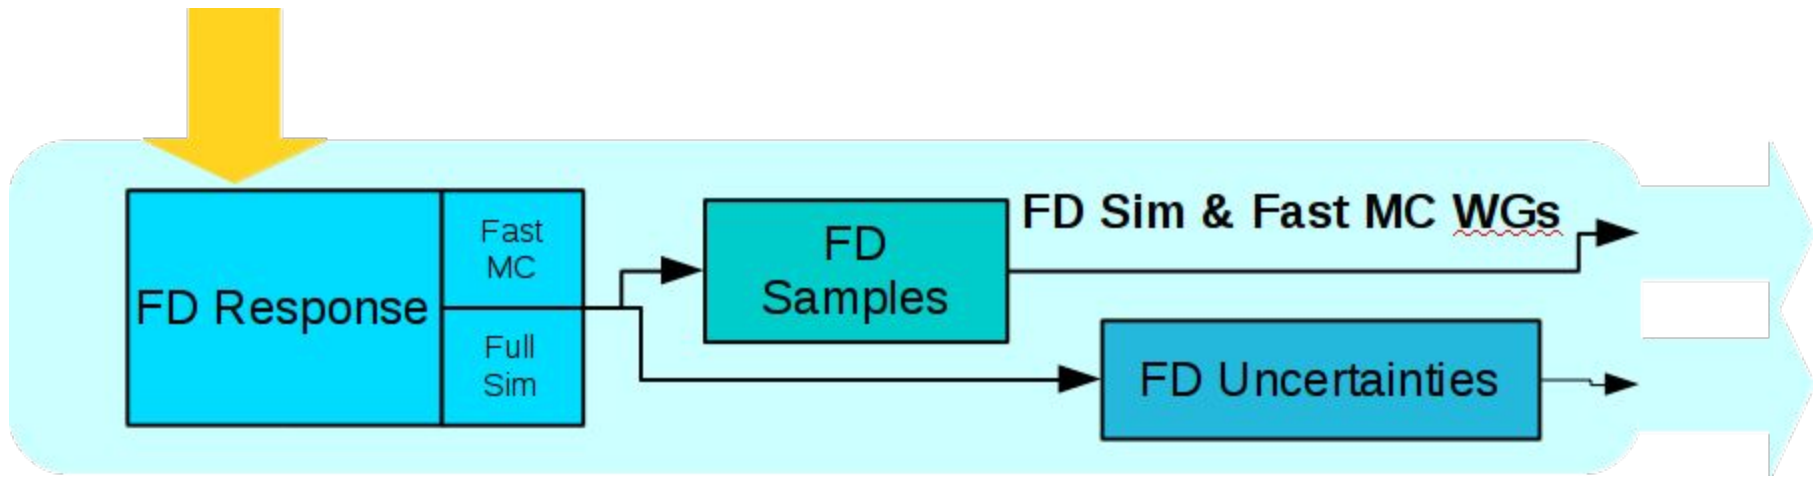 FD Response
Fast
MC
Full
Sim
FD
Samples
FD Sim & Fast MC WGs
FD Uncertainties